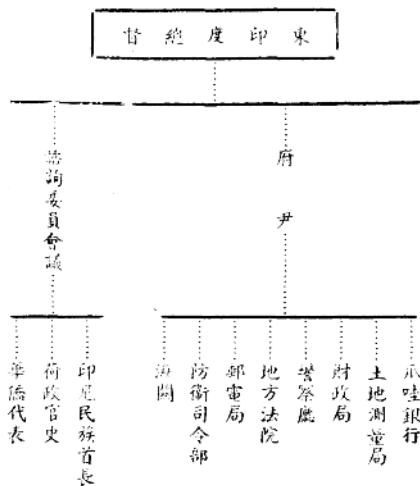 東印度總督
府尹
諮詢委員會議
爪哇銀行
土地測量局
財政局
警察廳
地方法院
郵電局
防衛司令部
海關
印尼民族首長
荷政官吏
華僑代表